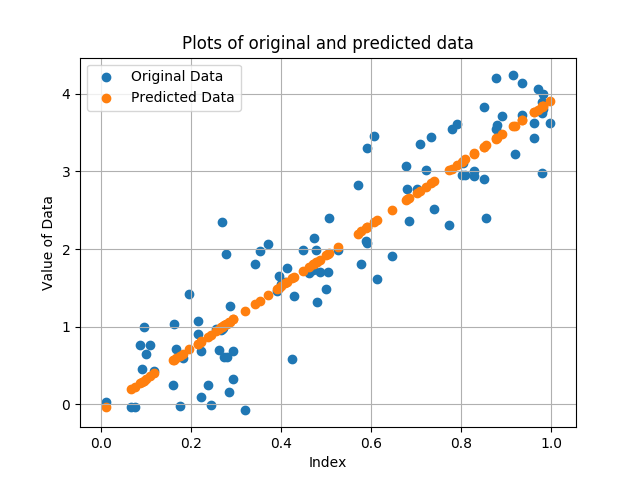 Plots of original and predicted data
Original Data
Predicted Data
4
3
2
1
0
Value of Data
0.0 0.2 0.4 0.6 0.8 1.0
Index